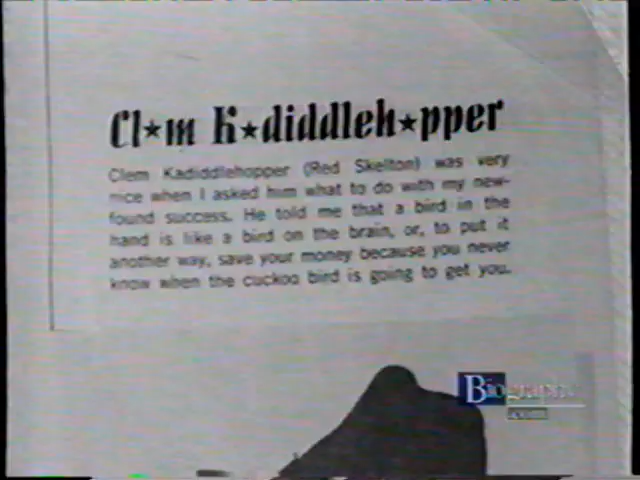 Cl★m K★diddleh★pper
Clem Kadiddlehopper (Red Skelton) was very
nice when I asked him what to do with my new-
found success. He told me that a bird in the
hand is like a bird on the brain, or, to put it
another way, save your money because you never
know when the cuckoo bird is going to get you.
Biography
.com